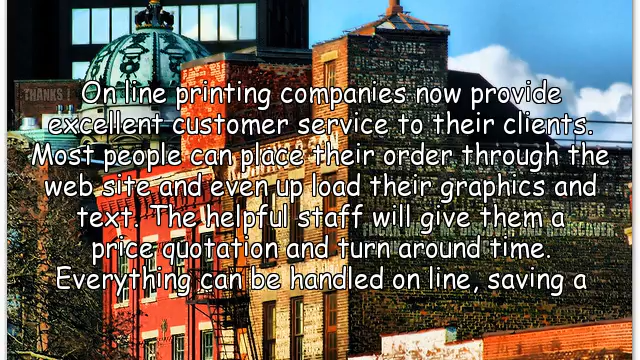 On line printing companies now provide
excellent customer service to their clients.
Most people can place their order through the
web site and even up load their graphics and
text. The helpful staff will give them a
price quotation and turn around time.
Everything can be handled on line, saving a
THANKS !
TOOLS